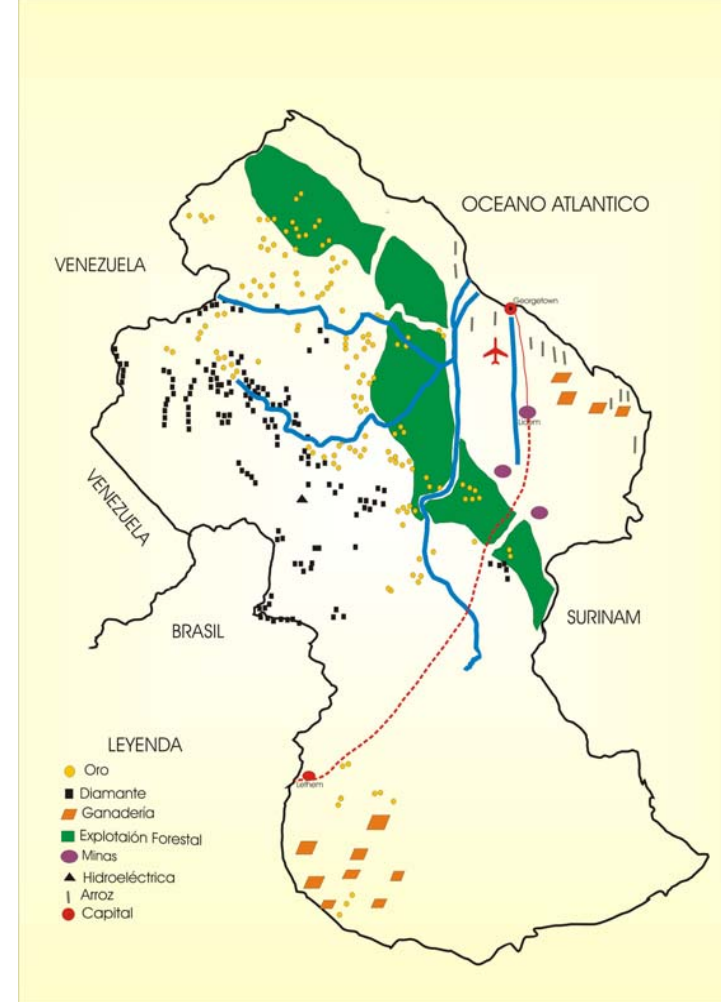 OCEANO ATLANTICO
VENEZUELA
Georgetown
VENEZUELA
BRASIL
SURINAM
Lethem
LEYENDA
Oro
Diamante
Ganadería
Explotaión Forestal
Minas
Hidroeléctrica
Arroz
Capital